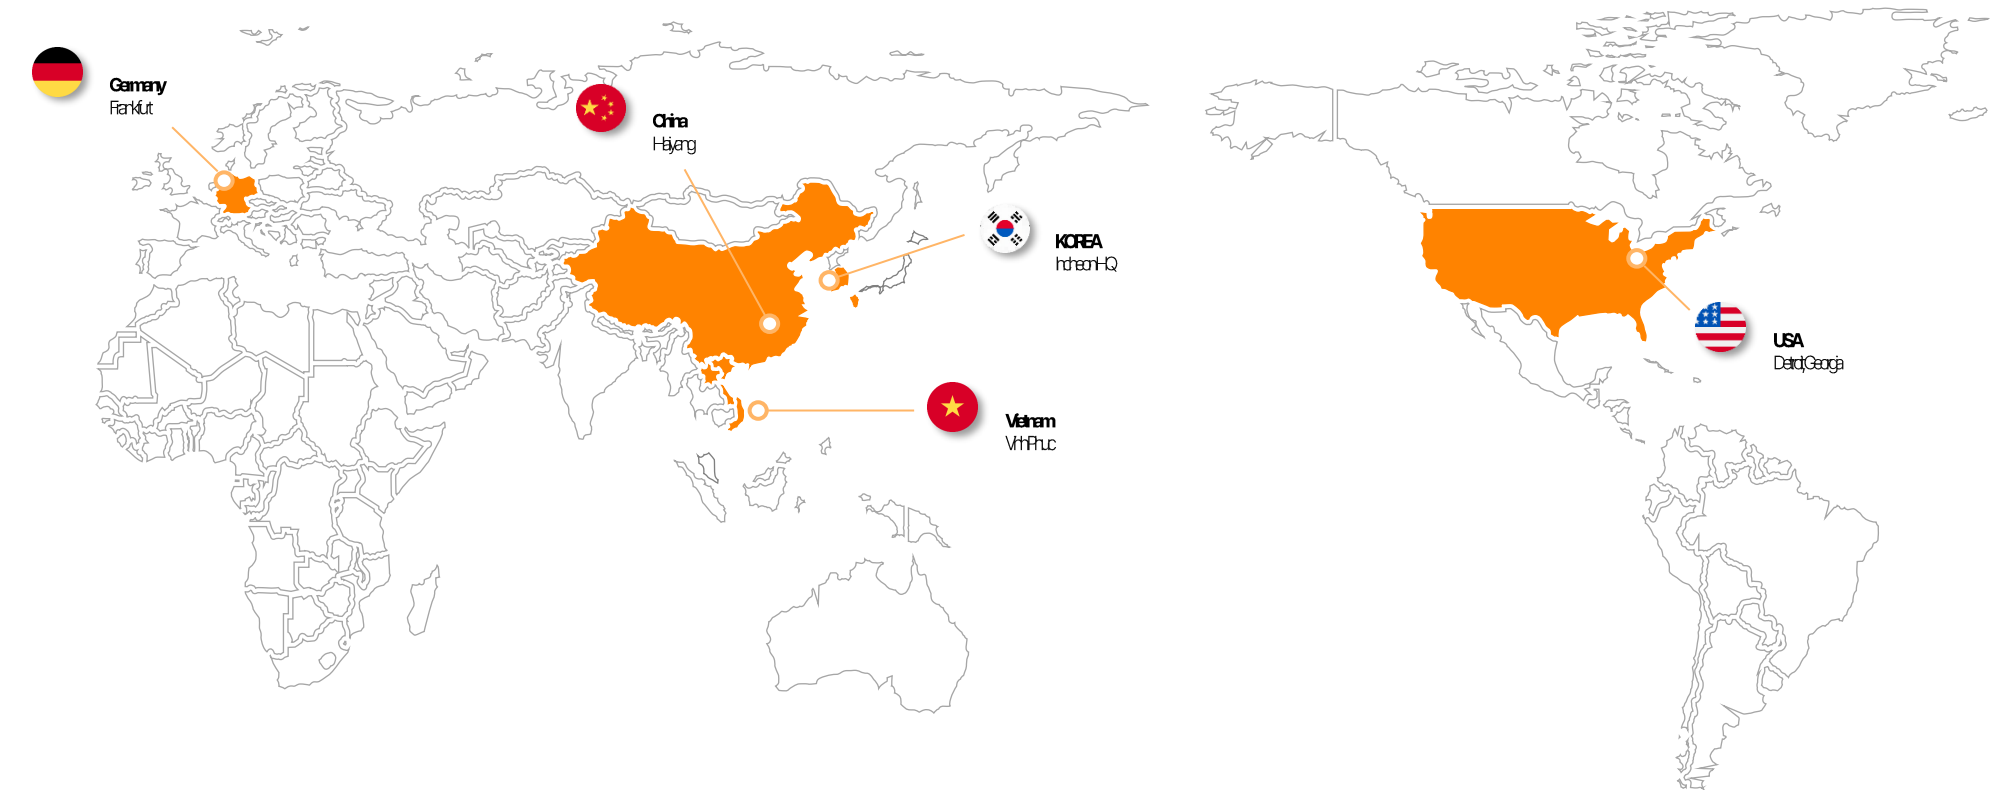 Germany
Frankfurt
China
Haiyang
KOREA
Incheon HQ
USA
Detroit, Georgia
Vietnam
Vinh Phuc